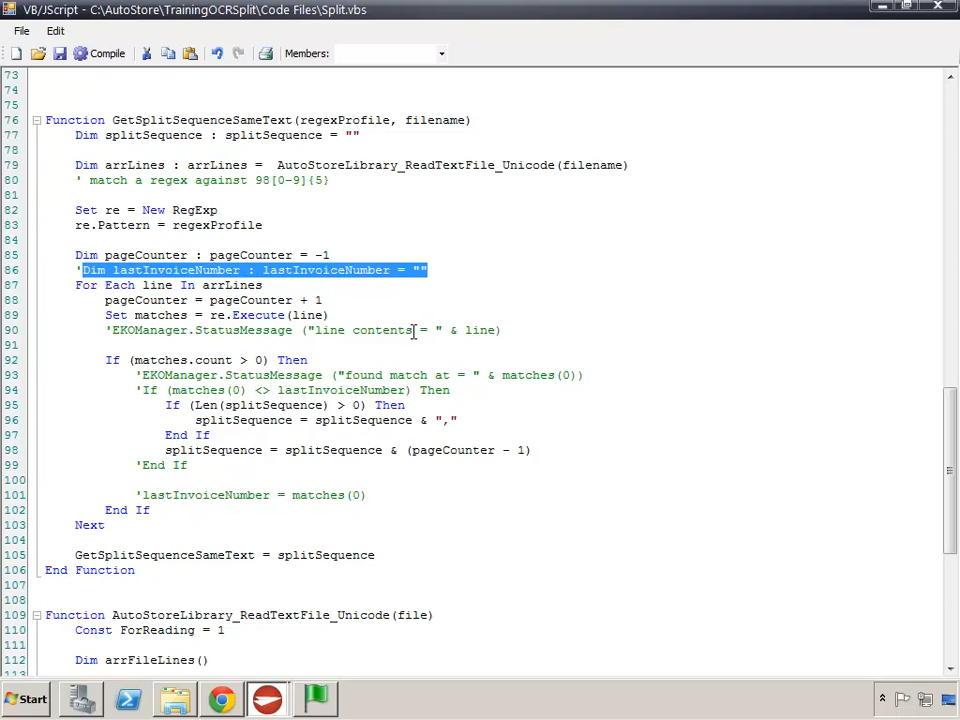 VB/JScript - C:\AutoStore\TrainingOCRSplit\Code Files\Split.vbs
File Edit
Compile Members:
73
74
75
76 Function GetSplitSequenceSameText(regexProfile, filename)
77 Dim splitSequence : splitSequence = ""
78
79 Dim arrLines : arrLines =  AutoStoreLibrary_ReadTextFile_Unicode(filename)
80 ' match a regex against 98[0-9]{5}
81
82 Set re = New RegExp
83 re.Pattern = regexProfile
84
85 Dim pageCounter : pageCounter = -1
86 'Dim lastInvoiceNumber : lastInvoiceNumber = ""
87 For Each line In arrLines
88 pageCounter = pageCounter + 1
89 Set matches = re.Execute(line)
90 'EKOManager.StatusMessage ("line contents = " & line)
91
92 If (matches.count > 0) Then
93 'EKOManager.StatusMessage ("found match at = " & matches(0))
94 'If (matches(0) <> lastInvoiceNumber) Then
95 If (Len(splitSequence) > 0) Then
96 splitSequence = splitSequence & ","
97 End If
98 splitSequence = splitSequence & (pageCounter - 1)
99 'End If
100
101 'lastInvoiceNumber = matches(0)
102 End If
103 Next
104
105 GetSplitSequenceSameText = splitSequence
106 End Function
107
108
109 Function AutoStoreLibrary_ReadTextFile_Unicode(file)
110 Const ForReading = 1
111
112 Dim arrFileLines()
113
Start